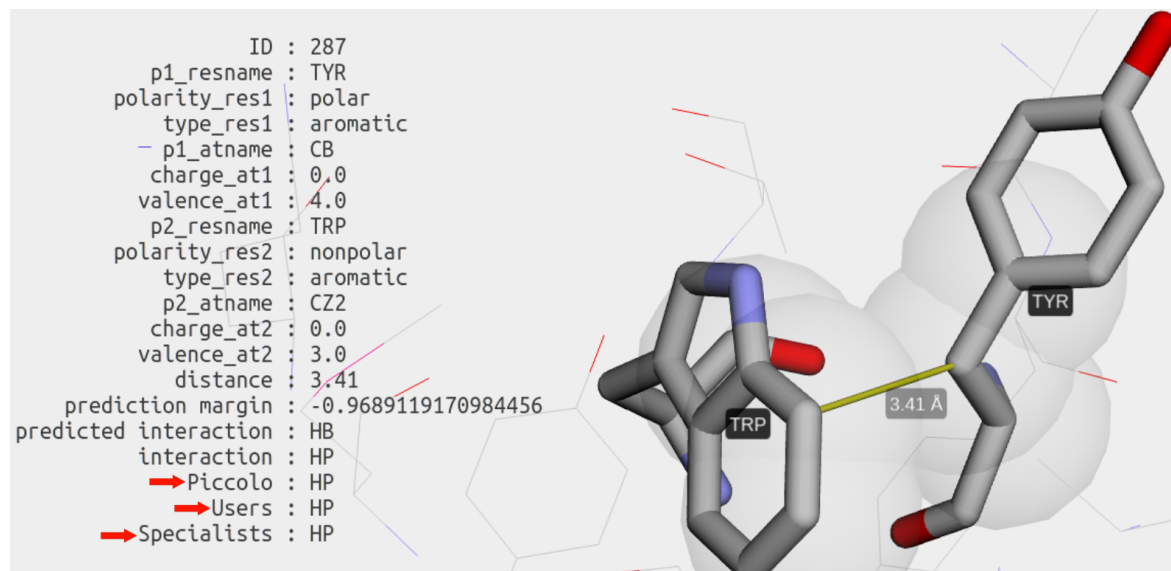 ID : 287
p1_resname : TYR
polarity_res1 : polar
type_res1 : aromatic
p1_atname : CB
charge_at1 : 0.0
valence_at1 : 4.0
p2_resname : TRP
polarity_res2 : nonpolar
type_res2 : aromatic
p2_atname : CZ2
charge_at2 : 0.0
valence_at2 : 3.0
distance : 3.41
prediction margin : -0.9689119170984456
predicted interaction : HB
interaction : HP
Piccolo : HP
Users : HP
Specialists : HP
TYR
3.41 Å
TRP